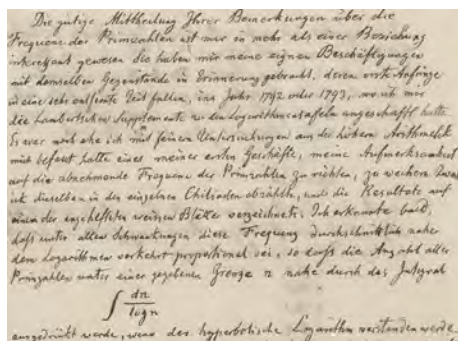 Die gütige Mittheilung Ihrer Bemerkungen über die
Frequenz der Primzahlen ist mir in mehr als einer Beziehung
interessant gewesen Sie haben mir meine eignen Beschäftigungen
mit demselben Gegenstande in Erinnerung gebracht, deren erste Anfänge
in eine sehr entfernte Zeit fallen, ins Jahr 1792 oder 1793, wo ich mir
die Lambertschen Supplemente zu den Logarithmentafeln angeschafft hatte.
Es war noch ehe ich mit feinern Untersuchungen aus der höhern Arithmetik
mich befasst hatte eines meiner ersten Geschäfte, meine Aufmerksamkeit
auf die abnehmende Frequenz der Primzahlen zu richten, zu welchem Zweck
ich dieselben in den einzelnen Chiliaden abzählte, und die Resultate auf
einem der angehefteten weissen Blätter verzeichnete. Ich erkannte bald,
dass unter allen Schwankungen diese Frequenz durchschnittlich nahe
dem Logarithmen verkehrt proportional sei, so dass die Anzahl aller
Primzahlen unter einer gegebenen Grenze n nahe durch das Integral
∫ dn / log n
ausgedrückt werde, wenn der hyperbolische Logarithm verstanden werde